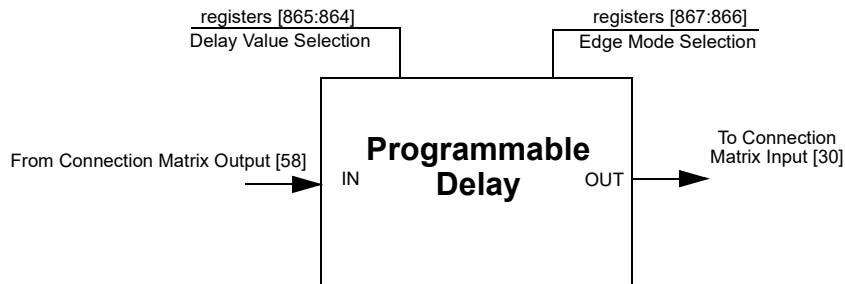 registers [865:864]
Delay Value Selection
registers [867:866]
Edge Mode Selection
From Connection Matrix Output [58]
IN
Programmable
Delay
OUT
To Connection
Matrix Input [30]